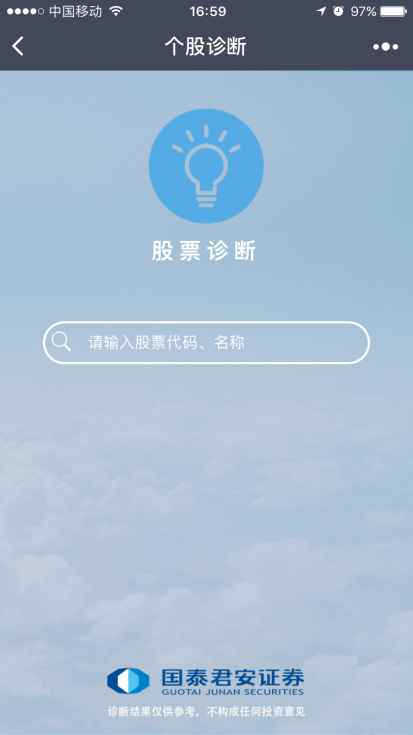 中国移动 16:59 97%
个股诊断
股票诊断
请输入股票代码、名称
国泰君安证券
GUOTAI JUNAN SECURITIES
诊断结果仅供参考，不构成任何投资意见